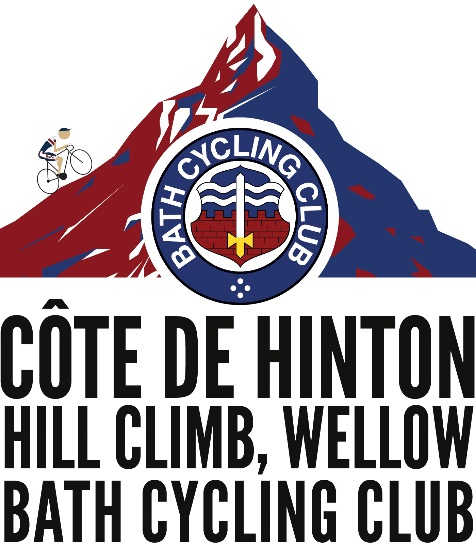 BATH CYCLING CLUB
CÔTE DE HINTON
HILL CLIMB, WELLOW
BATH CYCLING CLUB